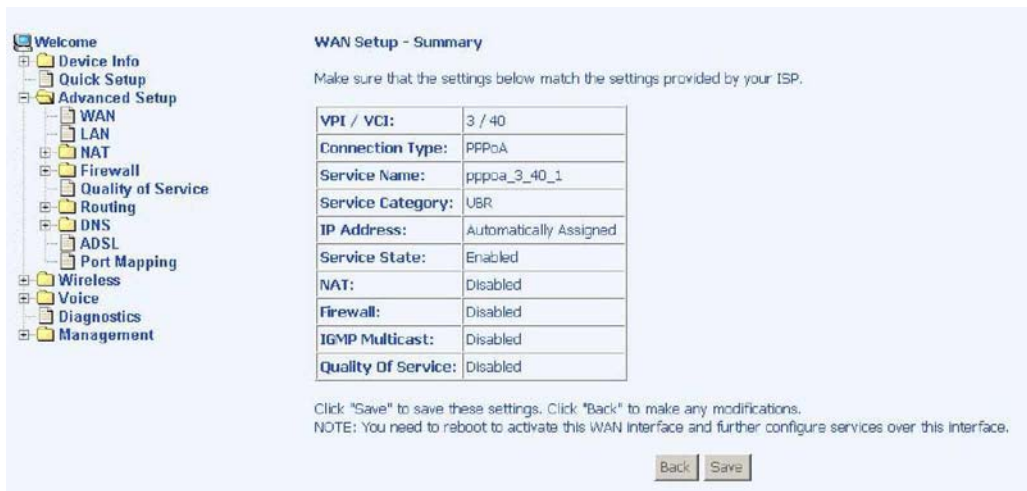 Welcome
Device Info
Quick Setup
Advanced Setup
WAN
LAN
NAT
Firewall
Quality of Service
Routing
DNS
ADSL
Port Mapping
Wireless
Voice
Diagnostics
Management
WAN Setup - Summary
Make sure that the settings below match the settings provided by your ISP.
VPI / VCI: 3 / 40
Connection Type: PPPoA
Service Name: pppoa_3_40_1
Service Category: UBR
IP Address: Automatically Assigned
Service State: Enabled
NAT: Disabled
Firewall: Disabled
IGMP Multicast: Disabled
Quality Of Service: Disabled
Click "Save" to save these settings. Click "Back" to make any modifications.
NOTE: You need to reboot to activate this WAN interface and further configure services over this interface.
Back Save